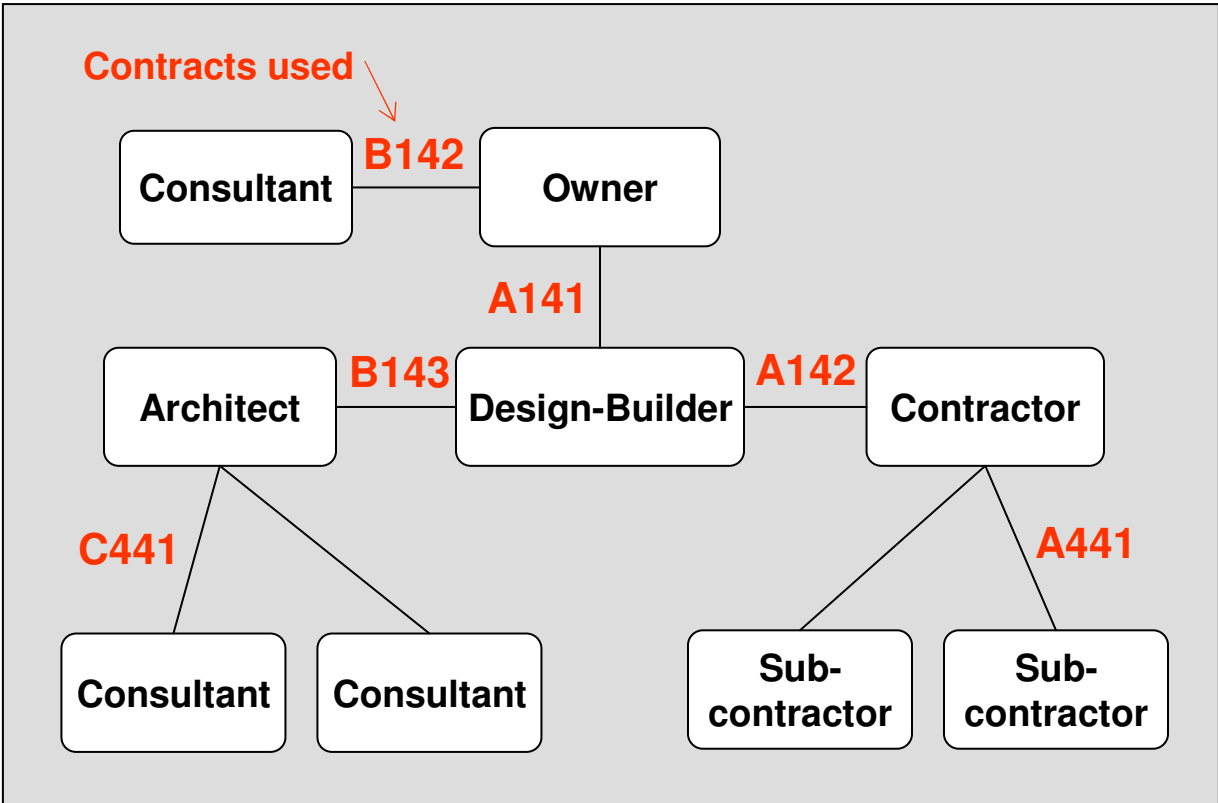 Contracts used
B142
Consultant
Owner
A141
B143
A142
Architect
Design-Builder
Contractor
C441
A441
Consultant
Consultant
Sub-
contractor
Sub-
contractor